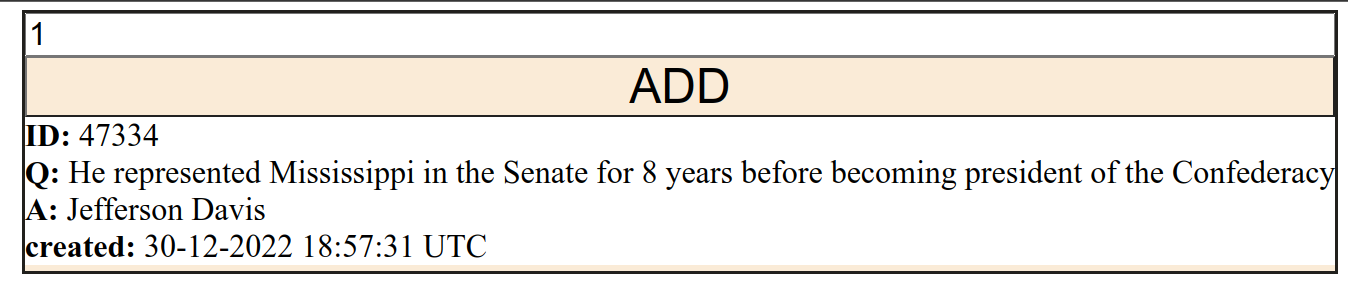 1
ADD
ID: 47334
Q: He represented Mississippi in the Senate for 8 years before becoming president of the Confederacy
A: Jefferson Davis
created: 30-12-2022 18:57:31 UTC